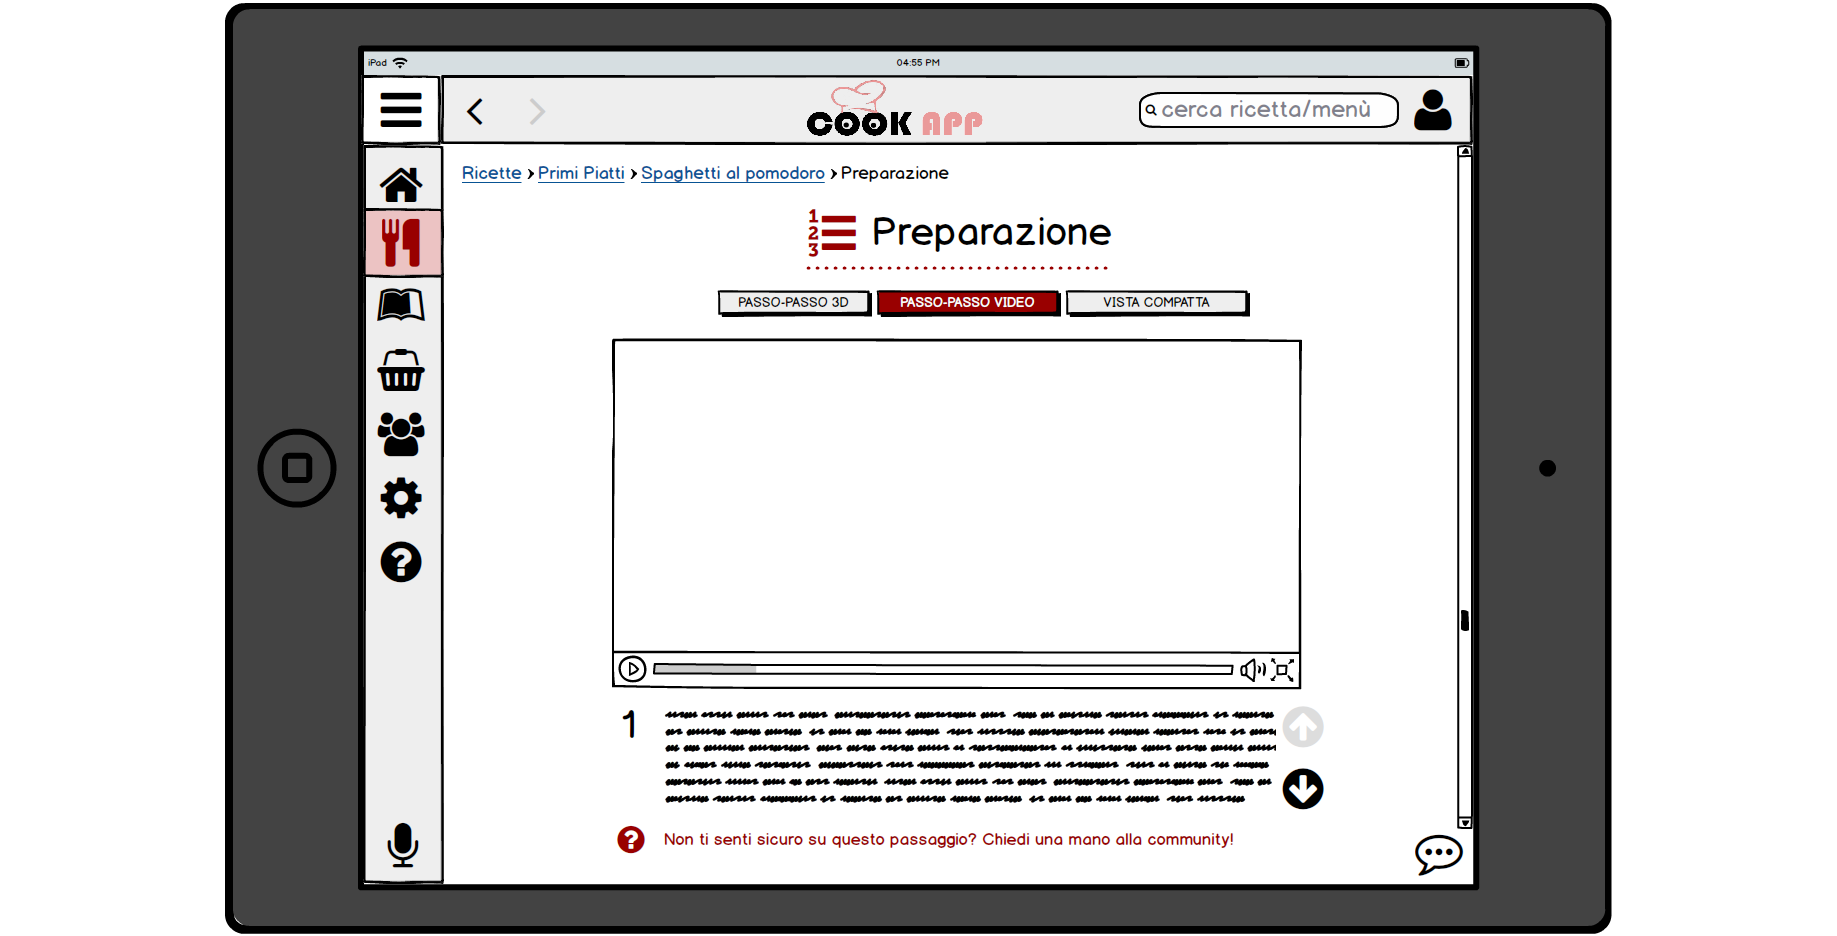 iPad
04:55 PM
COOK APP
cerca ricetta/menù
Ricette › Primi Piatti › Spaghetti al pomodoro › Preparazione
1
2
3
Preparazione
PASSO-PASSO 3D
PASSO-PASSO VIDEO
VISTA COMPATTA
1
Non ti senti sicuro su questo passaggio? Chiedi una mano alla community!